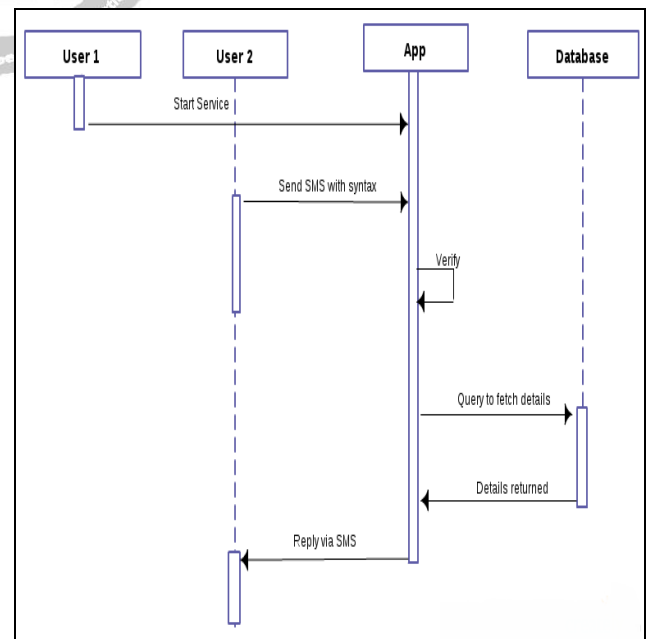 User 1
User 2
App
Database
Start Service
Send SMS with syntax
Verify
Query to fetch details
Details returned
Reply via SMS